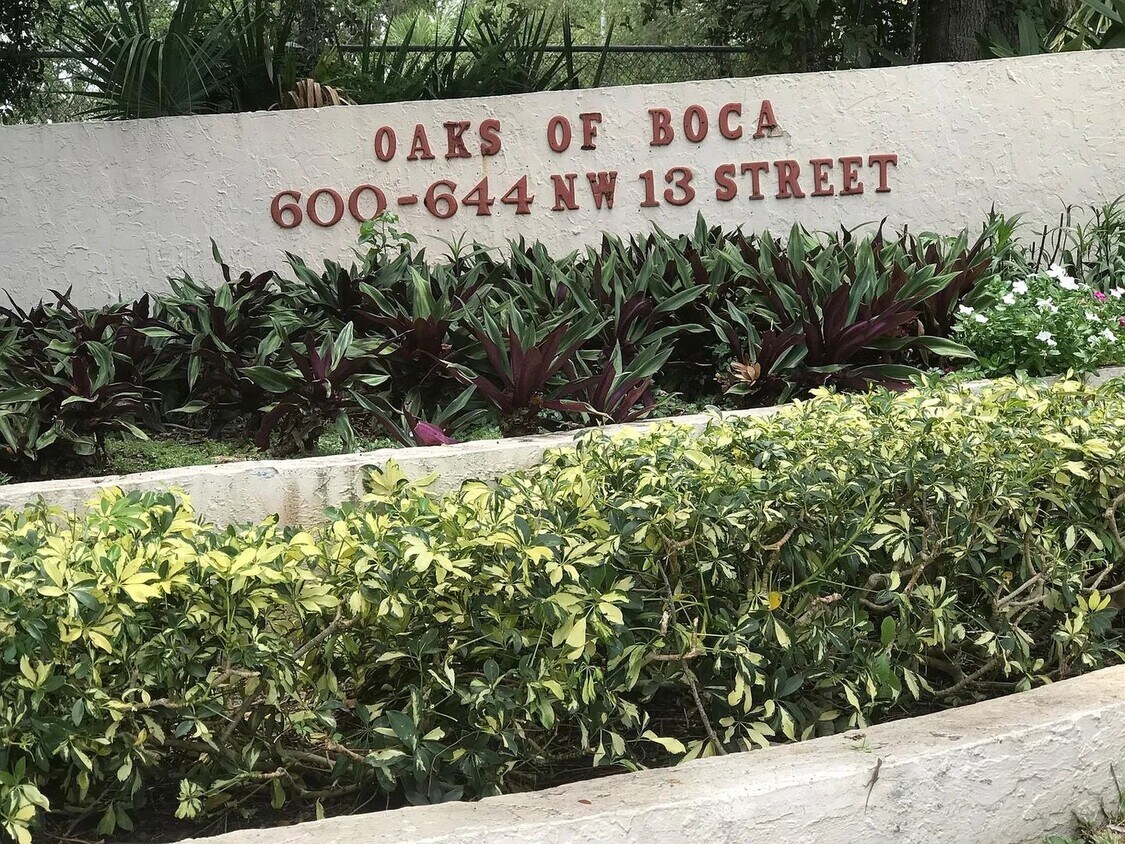 OAKS OF BOCA
600-644 NW 13 STREET